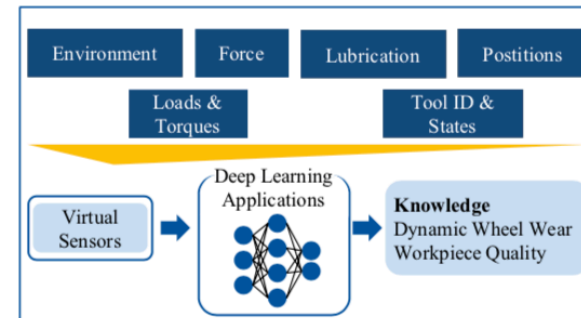 Environment
Force
Lubrication
Postitions
Loads &
Torques
Tool ID &
States
Deep Learning
Applications
Virtual
Sensors
Knowledge
Dynamic Wheel Wear
Workpiece Quality